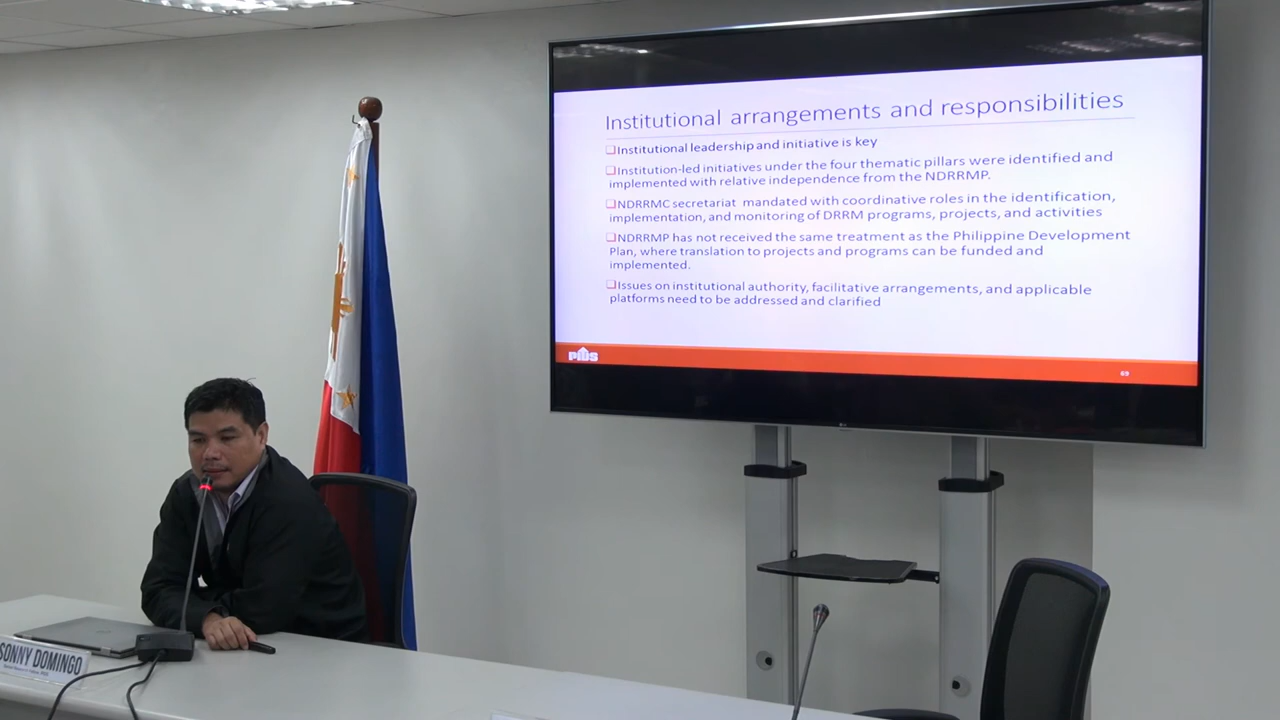 Institutional arrangements and responsibilities
Institutional leadership and initiative is key
Institution-led initiatives under the four thematic pillars were identified and
implemented with relative independence from the NDRRMP.
NDRRMC secretariat mandated with coordinative roles in the identification,
implementation, and monitoring of DRRM programs, projects, and activities
NDRRMP has not received the same treatment as the Philippine Development
Plan, where translation to projects and programs can be funded and
implemented.
Issues on institutional authority, facilitative arrangements, and applicable
platforms need to be addressed and clarified
PIDS
69
SONNY DOMINGO